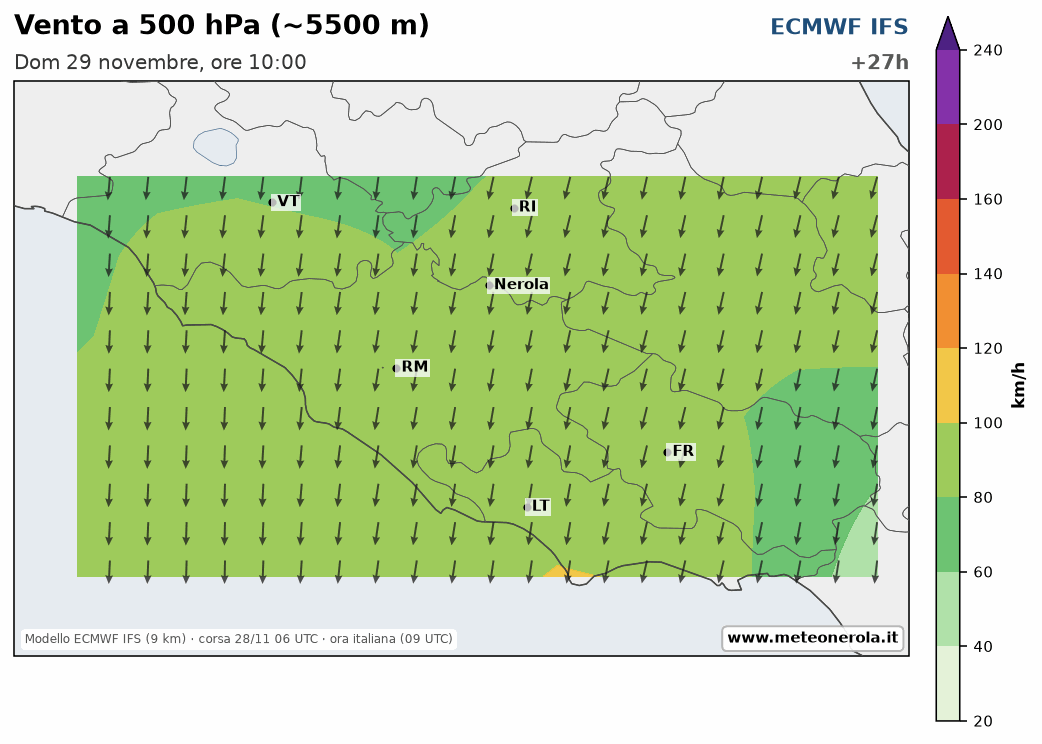 Vento a 500 hPa (~5500 m)
ECMWF IFS
Dom 29 novembre, ore 10:00
+27h
VT
RI
Nerola
RM
FR
LT
240
200
160
140
120
100
80
60
40
20
km/h
Modello ECMWF IFS (9 km) · corsa 28/11 06 UTC · ora italiana (09 UTC)
www.meteonerola.it